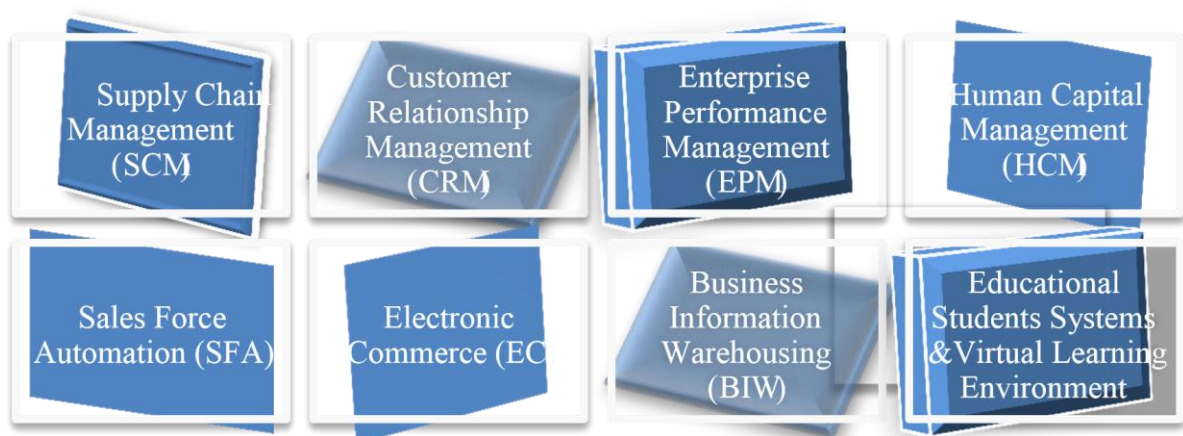 Supply Chain
Management
(SCM)
Customer
Relationship
Management
(CRM)
Enterprise
Performance
Management
(EPM)
Human Capital
Management
(HCM)
Sales Force
Automation (SFA)
Electronic
Commerce (EC
Business
Information
Warehousing
(BIW)
Educational
Students Systems
&Virtual Learning
Environment